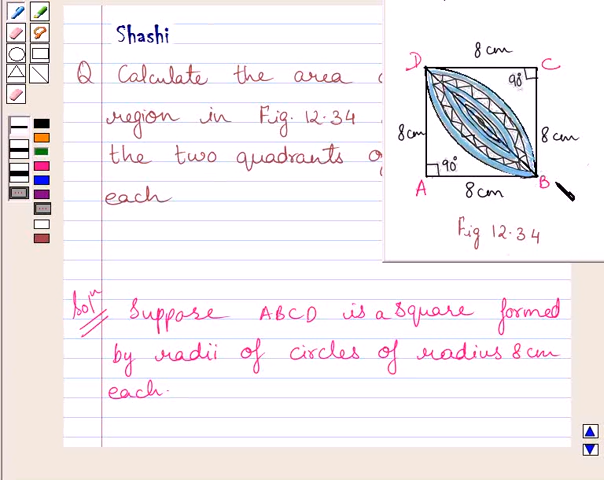 Shashi
Q Calculate the area
region in Fig. 12.34
the two quadrants
each
8 cm
D
C
90°
8 cm
8 cm
90°
A
B
8 cm
Fig 12.34
Solⁿ Suppose ABCD is a square formed
by radii of circles of radius 8 cm
each.